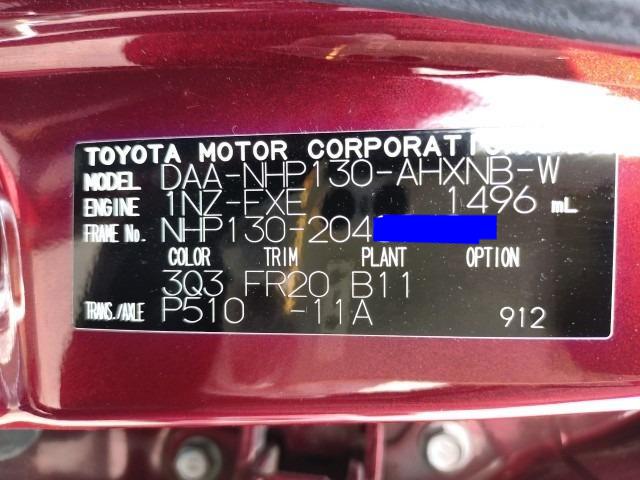 TOYOTA MOTOR CORPORATION
MODEL DAA-NHP130-AHXNB-W
ENGINE 1NZ-FXE 1496 mL
FRAME No. NHP130-204
COLOR TRIM PLANT OPTION
3Q3 FR20 B11
TRANS./AXLE P510 -11A 912